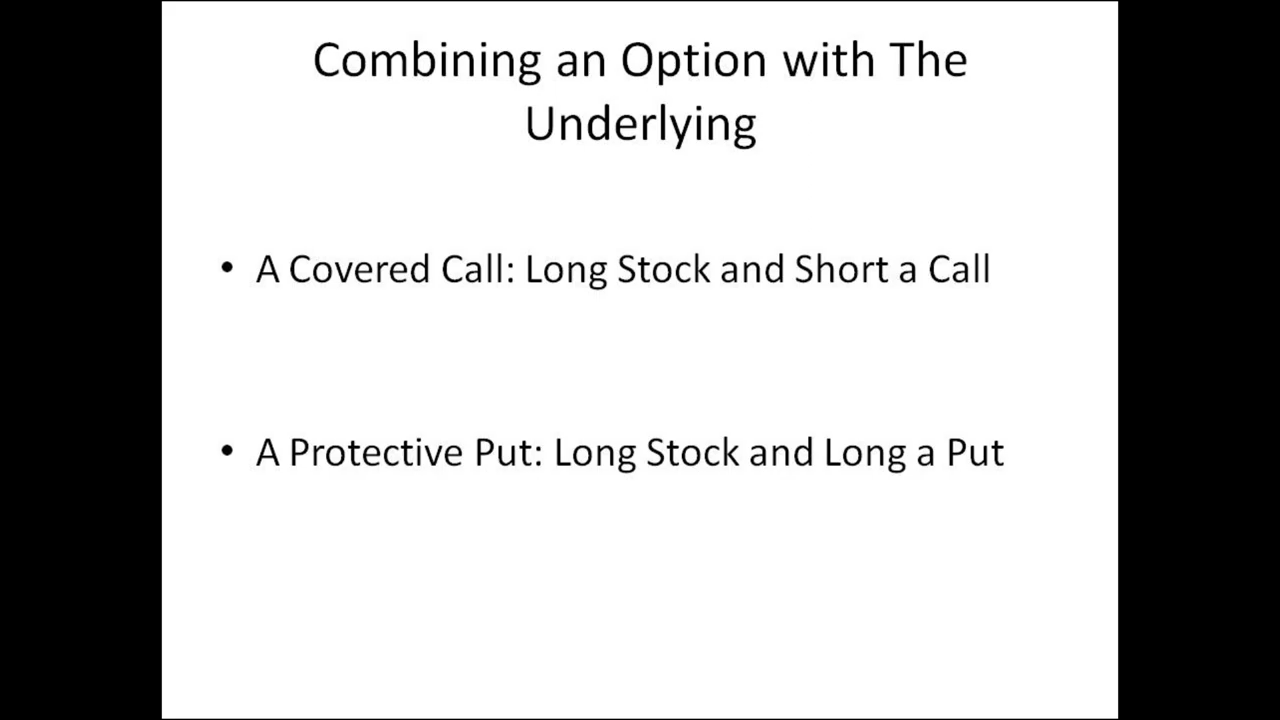 Combining an Option with The
Underlying
• A Covered Call: Long Stock and Short a Call
• A Protective Put: Long Stock and Long a Put